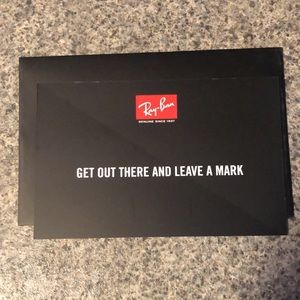 Ray-Ban
GENUINE SINCE 1937
GET OUT THERE AND LEAVE A MARK